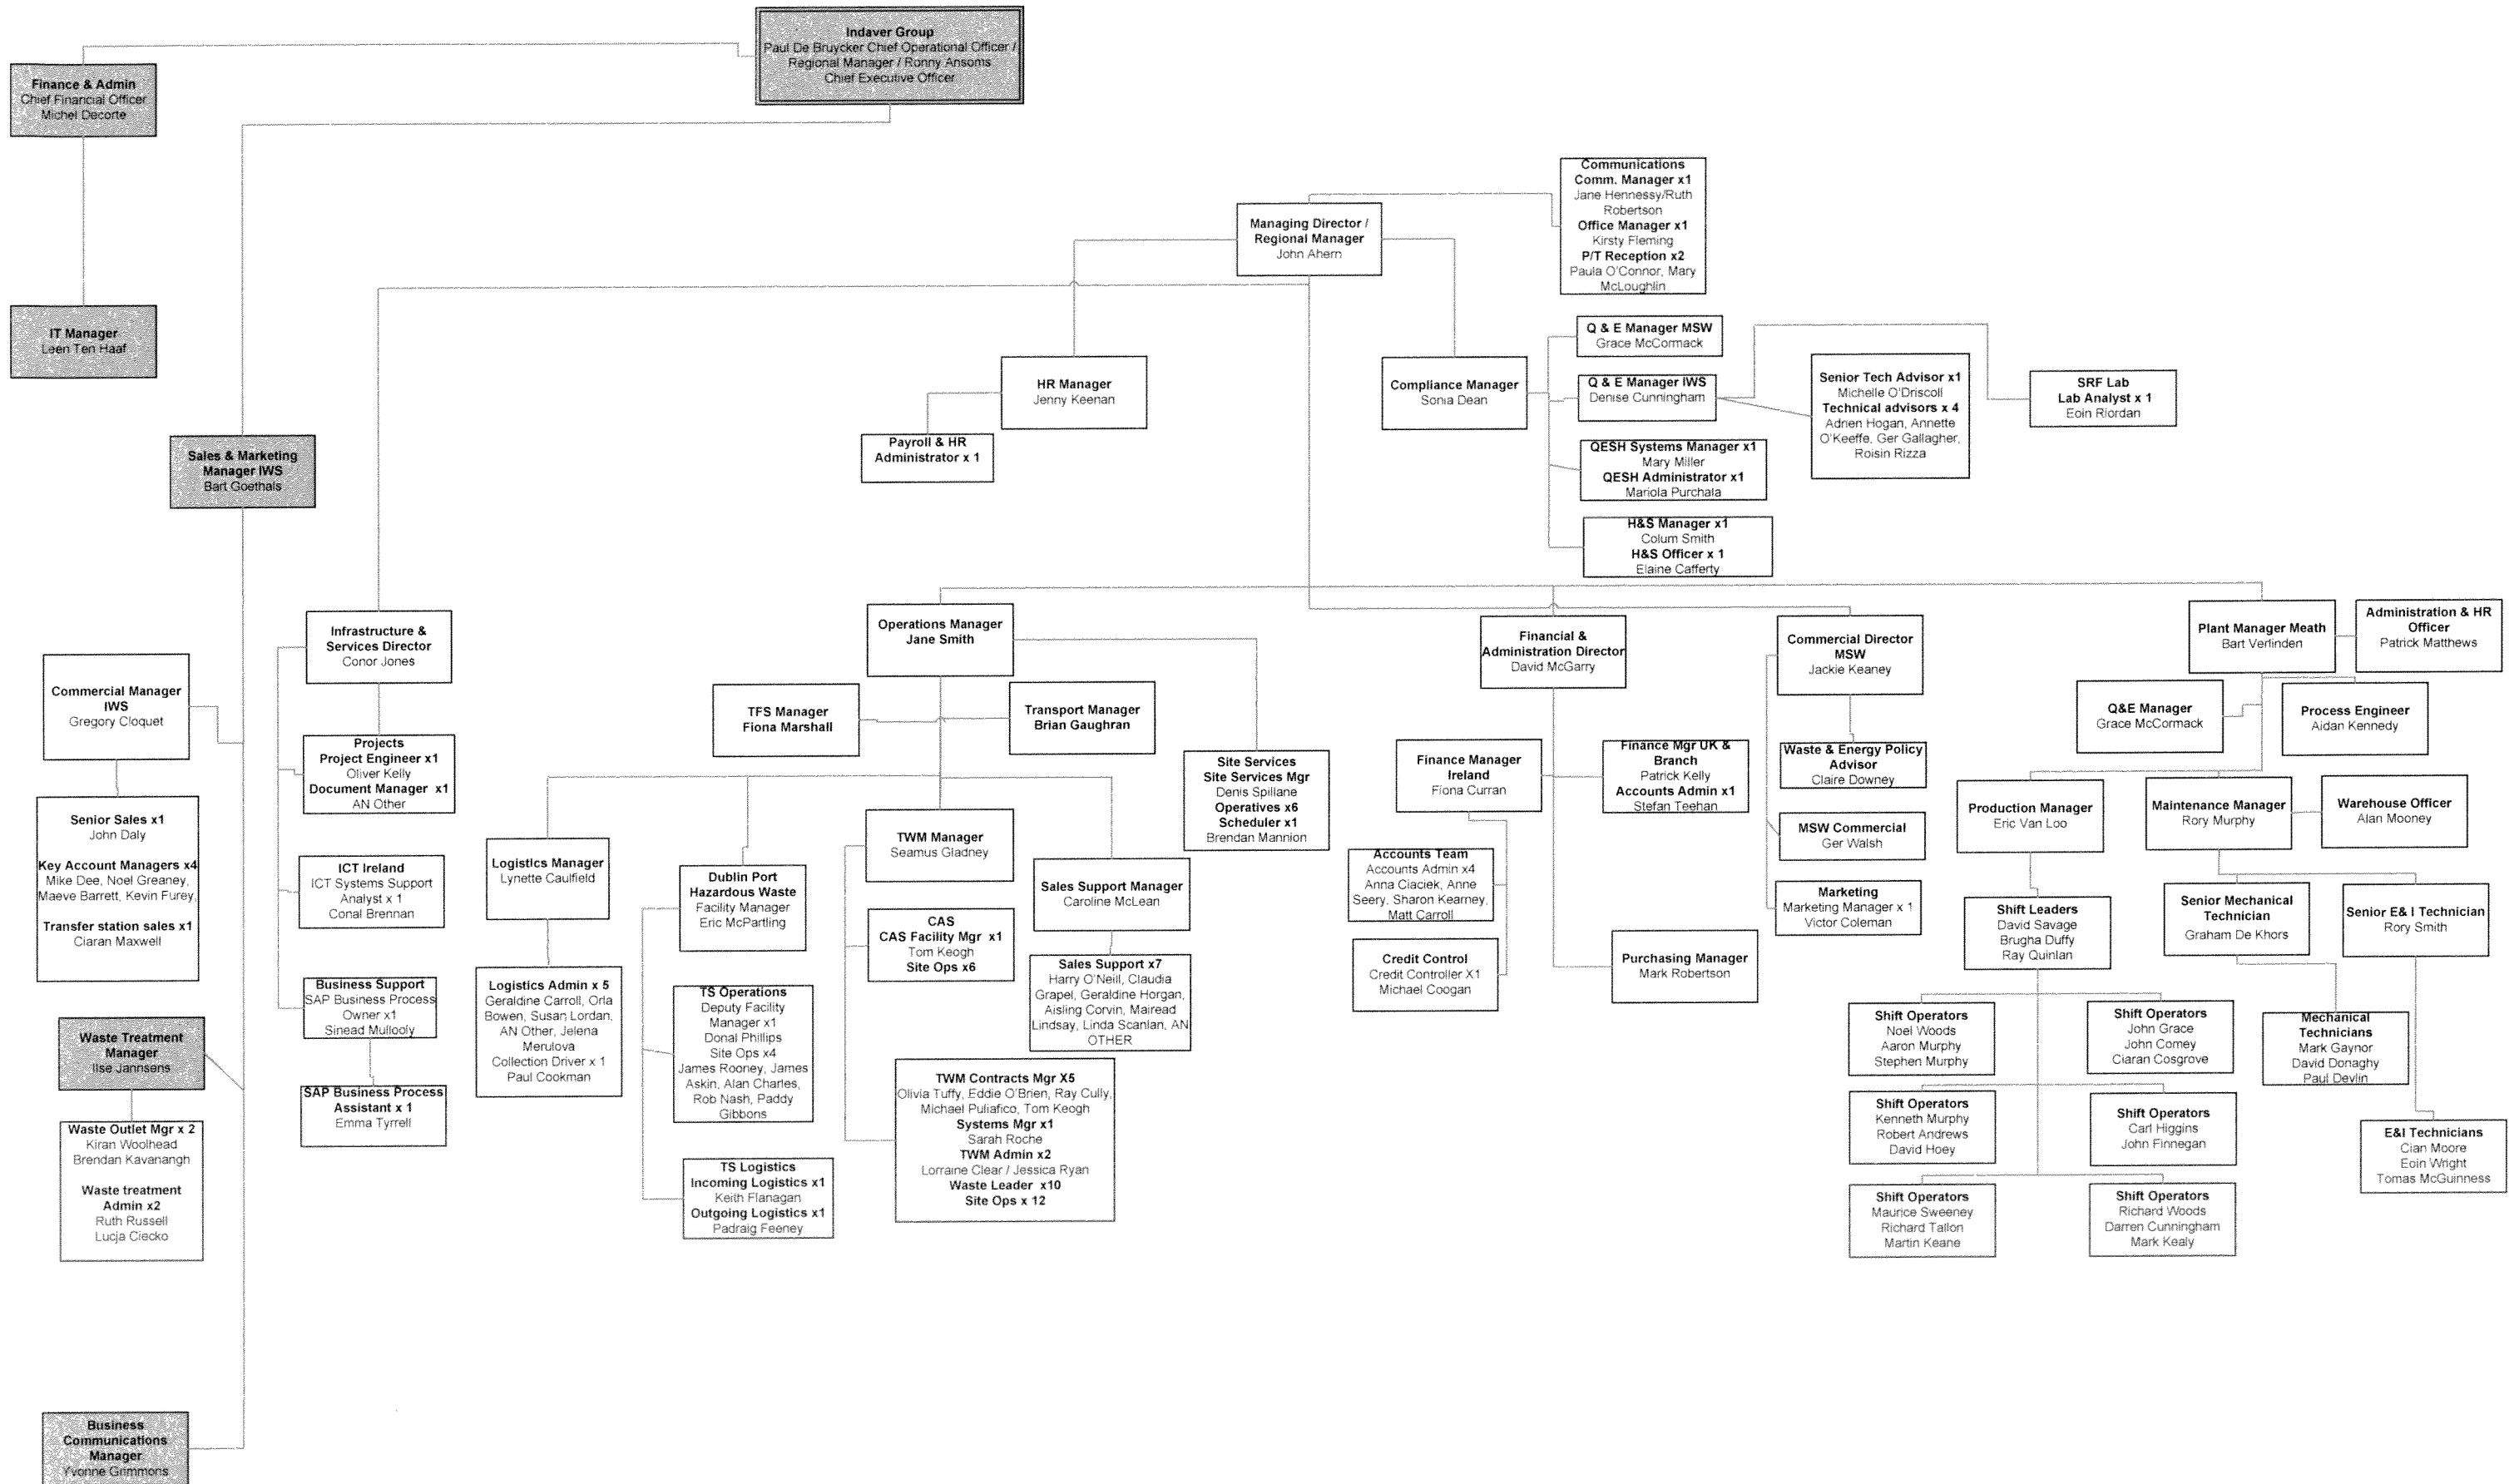 Indaver Group
Paul De Bruycker Chief Operational Officer /
Regional Manager / Ronny Ansoms
Chief Executive Officer
Finance & Admin
Chief Financial Officer
Michel Decorte
IT Manager
Leen Ten Haaf
Sales & Marketing
Manager IWS
Bart Goethals
Communications
Comm. Manager x1
Jane Hennessy/Ruth
Robertson
Office Manager x1
Kirsty Fleming
P/T Reception x2
Paula O'Connor, Mary
McLoughlin
Managing Director /
Regional Manager
John Ahern
HR Manager
Jenny Keenan
Payroll & HR
Administrator x 1
Compliance Manager
Sonia Dean
Q & E Manager MSW
Grace McCormack
Q & E Manager IWS
Denise Cunningham
Senior Tech Advisor x1
Michelle O'Driscoll
Technical advisors x 4
Adrien Hogan, Annette
O'Keeffe, Ger Gallagher,
Roisin Rizza
SRF Lab
Lab Analyst x 1
Eoin Riordan
QESH Systems Manager x1
Mary Miller
QESH Administrator x1
Mariola Purchala
H&S Manager x1
Colum Smith
H&S Officer x 1
Elaine Cafferty
Commercial Manager
IWS
Gregory Cloquet
Senior Sales x1
John Daly
Key Account Managers x4
Mike Dee, Noel Greaney,
Maeve Barrett, Kevin Furey,
Transfer station sales x1
Ciaran Maxwell
Waste Treatment
Manager
Ilse Jannsens
Waste Outlet Mgr x 2
Kiran Woolhead
Brendan Kavanangh
Waste treatment
Admin x2
Ruth Russell
Lucja Ciecko
Business
Communications
Manager
Yvonne Grimmons
Infrastructure &
Services Director
Conor Jones
Projects
Project Engineer x1
Oliver Kelly
Document Manager x1
AN Other
ICT Ireland
ICT Systems Support
Analyst x 1
Conal Brennan
Business Support
SAP Business Process
Owner x1
Sinead Mullooly
SAP Business Process
Assistant x 1
Emma Tyrrell
Operations Manager
Jane Smith
TFS Manager
Fiona Marshall
Transport Manager
Brian Gaughran
Site Services
Site Services Mgr
Denis Spillane
Operatives x6
Scheduler x1
Brendan Mannion
Logistics Manager
Lynette Caulfield
Logistics Admin x 5
Geraldine Carroll, Orla
Bowen, Susan Lordan,
AN Other, Jelena
Merulova
Collection Driver x 1
Paul Cookman
Dublin Port
Hazardous Waste
Facility Manager
Eric McPartling
TS Operations
Deputy Facility
Manager x1
Donal Phillips
Site Ops x4
James Rooney, James
Askin, Alan Charles,
Rob Nash, Paddy
Gibbons
TS Logistics
Incoming Logistics x1
Keith Flanagan
Outgoing Logistics x1
Padraig Feeney
TWM Manager
Seamus Gladney
CAS
CAS Facility Mgr x1
Tom Keogh
Site Ops x6
TWM Contracts Mgr X5
Olivia Tuffy, Eddie O'Brien, Ray Cully,
Michael Puliafico, Tom Keogh
Systems Mgr x1
Sarah Roche
TWM Admin x2
Lorraine Clear / Jessica Ryan
Waste Leader x10
Site Ops x 12
Sales Support Manager
Caroline McLean
Sales Support x7
Harry O'Neill, Claudia
Grapel, Geraldine Horgan,
Aisling Corvin, Mairead
Lindsay, Linda Scanlan, AN
OTHER
Financial &
Administration Director
David McGarry
Finance Manager
Ireland
Fiona Curran
Finance Mgr UK &
Branch
Patrick Kelly
Accounts Admin x1
Stefan Teehan
Accounts Team
Accounts Admin x4
Anna Ciaciek, Anne
Seery, Sharon Kearney,
Matt Carroll
Credit Control
Credit Controller X1
Michael Coogan
Purchasing Manager
Mark Robertson
Commercial Director
MSW
Jackie Keaney
Waste & Energy Policy
Advisor
Claire Downey
MSW Commercial
Ger Walsh
Marketing
Marketing Manager x 1
Victor Coleman
Plant Manager Meath
Bart Verlinden
Administration & HR
Officer
Patrick Matthews
Q&E Manager
Grace McCormack
Process Engineer
Aidan Kennedy
Production Manager
Eric Van Loo
Maintenance Manager
Rory Murphy
Warehouse Officer
Alan Mooney
Shift Leaders
David Savage
Brugha Duffy
Ray Quinlan
Senior Mechanical
Technician
Graham De Khors
Senior E& I Technician
Rory Smith
Shift Operators
Noel Woods
Aaron Murphy
Stephen Murphy
Shift Operators
John Grace
John Comey
Ciaran Cosgrove
Mechanical
Technicians
Mark Gaynor
David Donaghy
Paul Devlin
Shift Operators
Kenneth Murphy
Robert Andrews
David Hoey
Shift Operators
Carl Higgins
John Finnegan
E&I Technicians
Cian Moore
Eoin Wright
Tomas McGuinness
Shift Operators
Maurice Sweeney
Richard Tallon
Martin Keane
Shift Operators
Richard Woods
Darren Cunningham
Mark Kealy